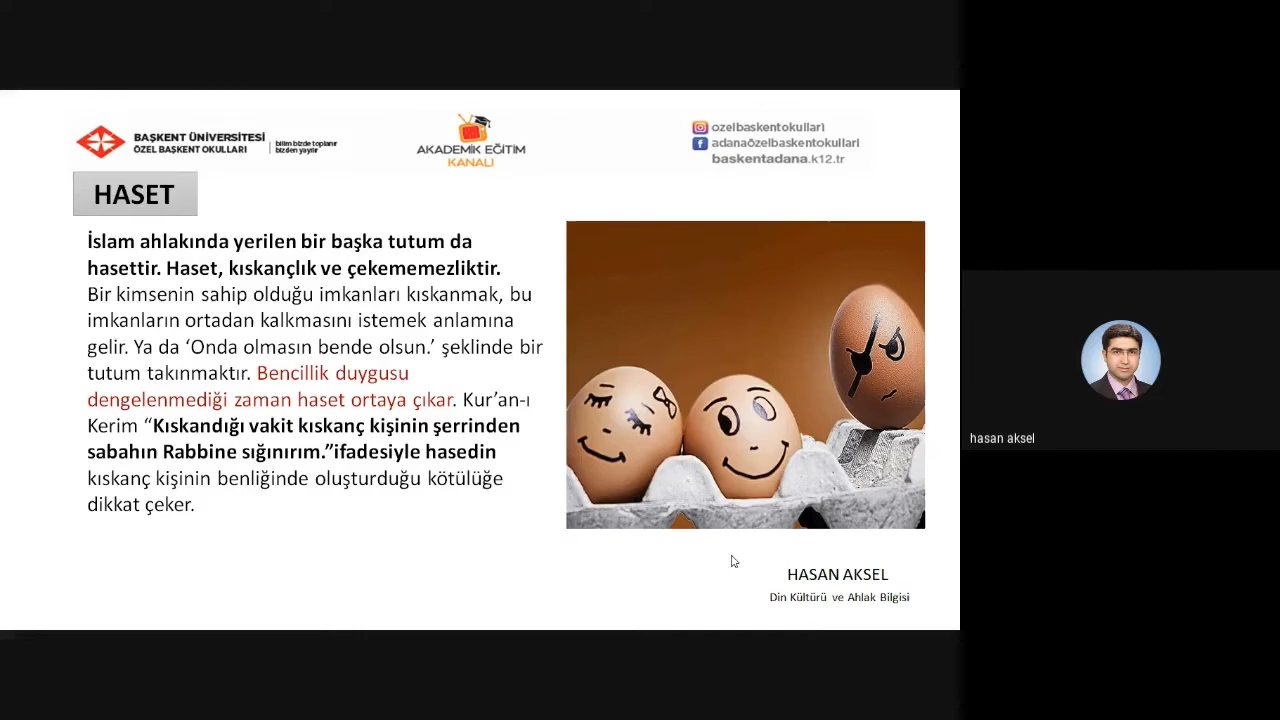 BAŞKENT ÜNİVERSİTESİ
ÖZEL BAŞKENT OKULLARI
bilim bizde toplanır
bizden yayılır
AKADEMİK EĞİTİM
KANALI
ozelbaskentokullari
adanaözelbaskentokullari
baskentadana.k12.tr
HASET
İslam ahlakında yerilen bir başka tutum da
hasettir. Haset, kıskançlık ve çekememezliktir.
Bir kimsenin sahip olduğu imkanları kıskanmak, bu
imkanların ortadan kalkmasını istemek anlamına
gelir. Ya da ‘Onda olmasın bende olsun.’ şeklinde bir
tutum takınmaktır. Bencillik duygusu
dengelenmediği zaman haset ortaya çıkar. Kur’an-ı
Kerim “Kıskandığı vakit kıskanç kişinin şerrinden
sabahın Rabbine sığınırım.”ifadesiyle hasedin
kıskanç kişinin benliğinde oluşturduğu kötülüğe
dikkat çeker.
HASAN AKSEL
Din Kültürü ve Ahlak Bilgisi
hasan aksel